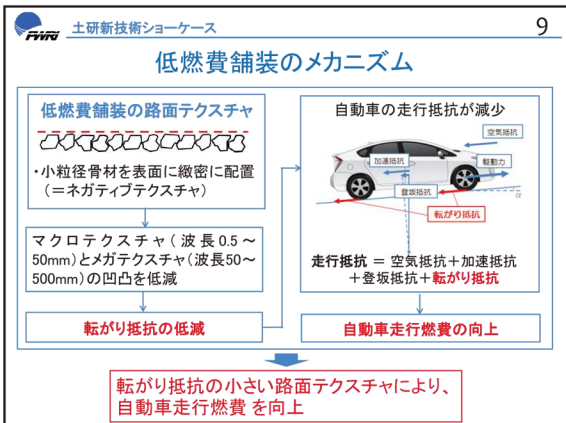 PWRI 土研新技術ショーケース 9
低燃費舗装のメカニズム
低燃費舗装の路面テクスチャ
・小粒径骨材を表面に緻密に配置
（＝ネガティブテクスチャ）
マクロテクスチャ（波長0.5～
50mm）とメガテクスチャ（波長50～
500mm）の凹凸を低減
転がり抵抗の低減
自動車の走行抵抗が減少
空気抵抗
加速抵抗
駆動力
登坂抵抗
転がり抵抗
走行抵抗 ＝ 空気抵抗＋加速抵抗
＋登坂抵抗＋転がり抵抗
自動車走行燃費の向上
転がり抵抗の小さい路面テクスチャにより、
自動車走行燃費 を向上